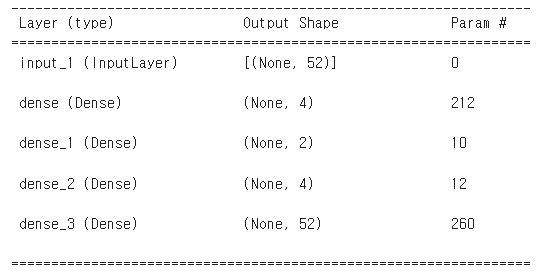 Layer (type) Output Shape Param #
input_1 (InputLayer) [(None, 52)] 0
dense (Dense) (None, 4) 212
dense_1 (Dense) (None, 2) 10
dense_2 (Dense) (None, 4) 12
dense_3 (Dense) (None, 52) 260